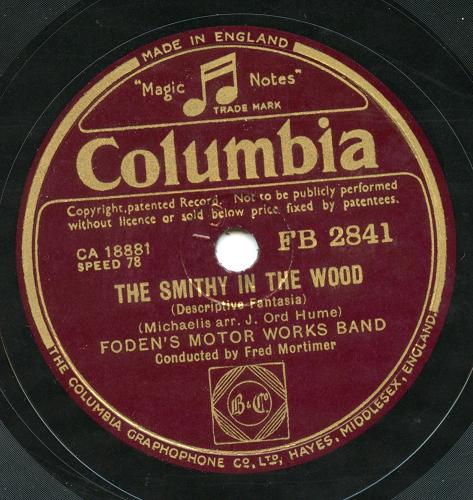 MADE IN ENGLAND
"Magic Notes"
TRADE MARK
Columbia
Copyright, patented Record. Not to be publicly performed
without licence or sold below price fixed by patentees.
CA 18881
SPEED 78
FB 2841
THE SMITHY IN THE WOOD
(Descriptive Fantasia)
(Michaelis arr. J. Ord Hume)
FODEN'S MOTOR WORKS BAND
Conducted by Fred Mortimer
B & Co
THE COLUMBIA GRAPHOPHONE CO., LTD., HAYES, MIDDLESEX, ENGLAND.